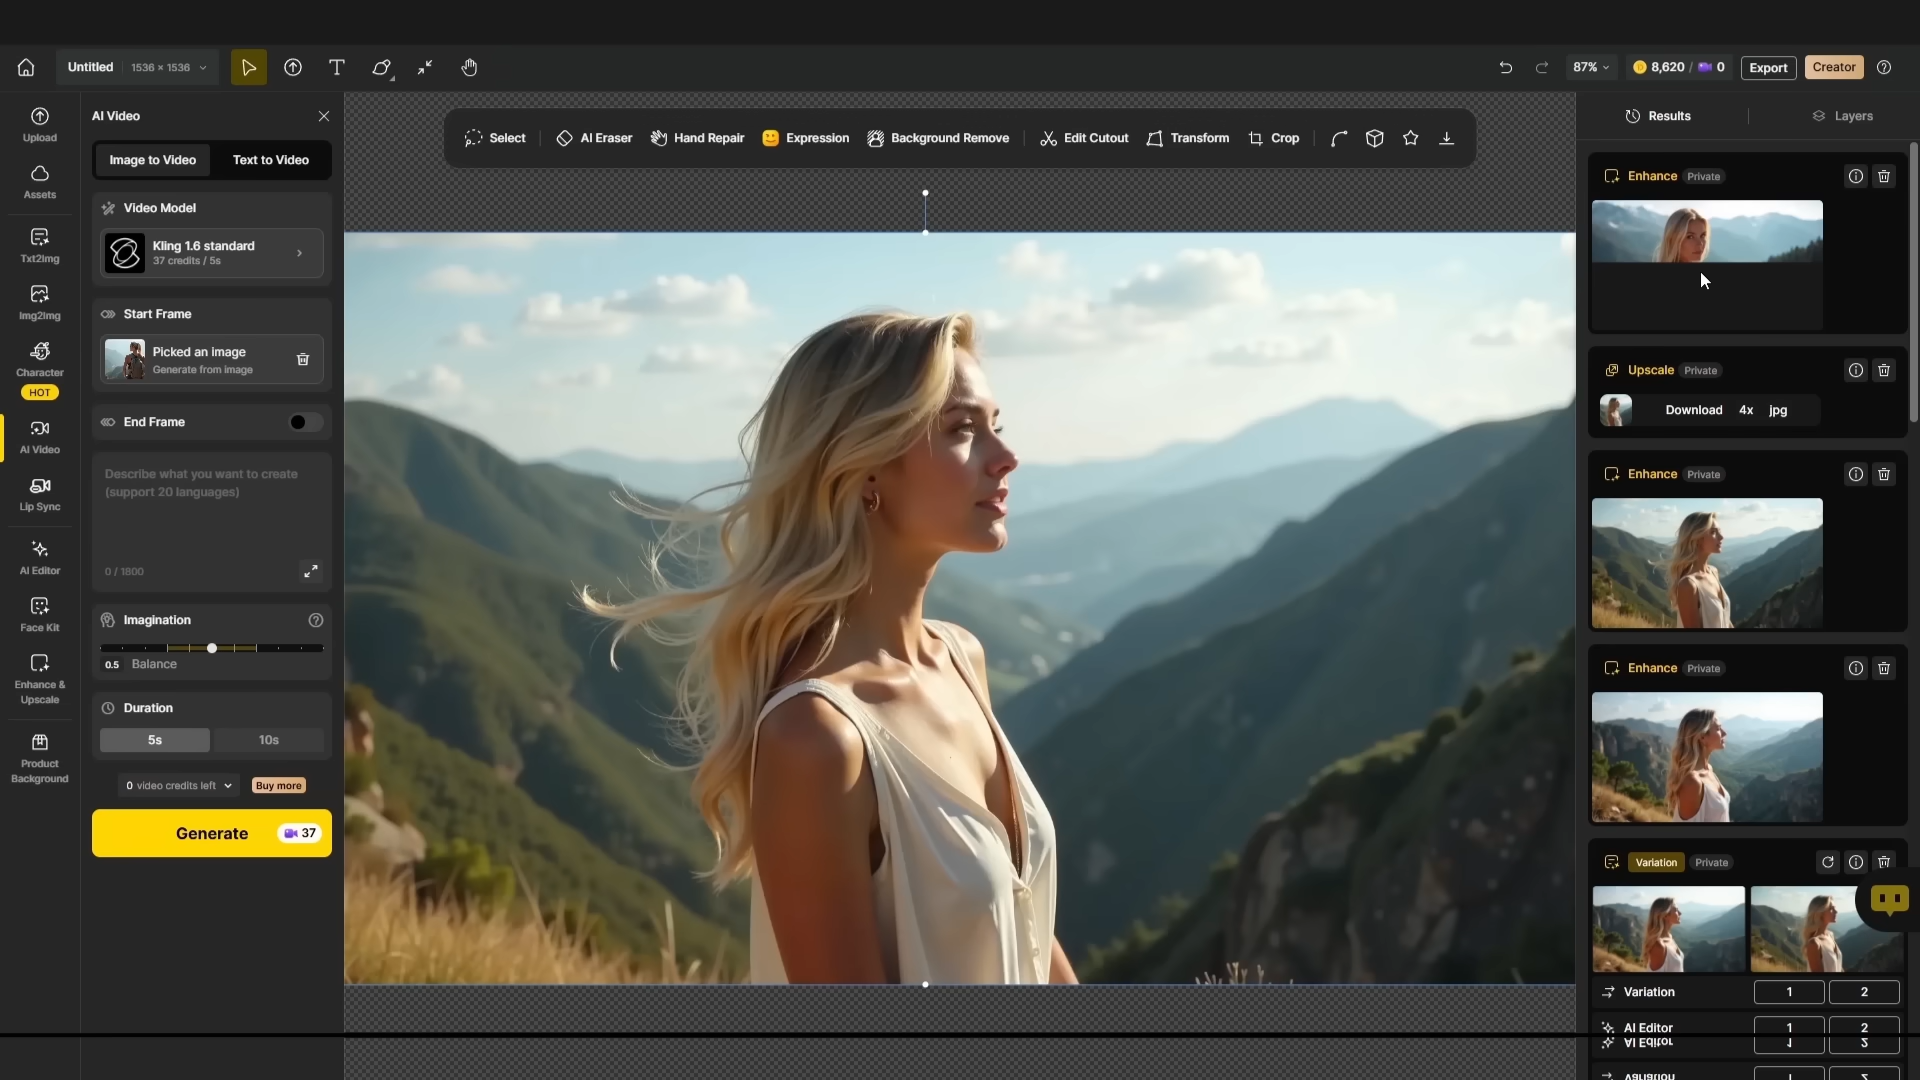 Untitled
1536 × 1536
T
87%
8,620 / 0
Export
Creator
Upload
Assets
Txt2Img
Img2Img
Character
HOT
AI Video
Lip Sync
AI Editor
Face Kit
Enhance &
Upscale
Product
Background
AI Video
Image to Video
Text to Video
Video Model
Kling 1.6 standard
37 credits / 5s
Start Frame
Picked an image
Generate from image
End Frame
Describe what you want to create
(support 20 languages)
0 / 1800
Imagination
0.5 Balance
Duration
5s
10s
0 video credits left
Buy more
Generate
37
Select
AI Eraser
Hand Repair
Expression
Background Remove
Edit Cutout
Transform
Crop
Results
Layers
Enhance Private
Upscale Private
Download 4x jpg
Enhance Private
Enhance Private
Variation Private
Variation 1 2
AI Editor 1 2